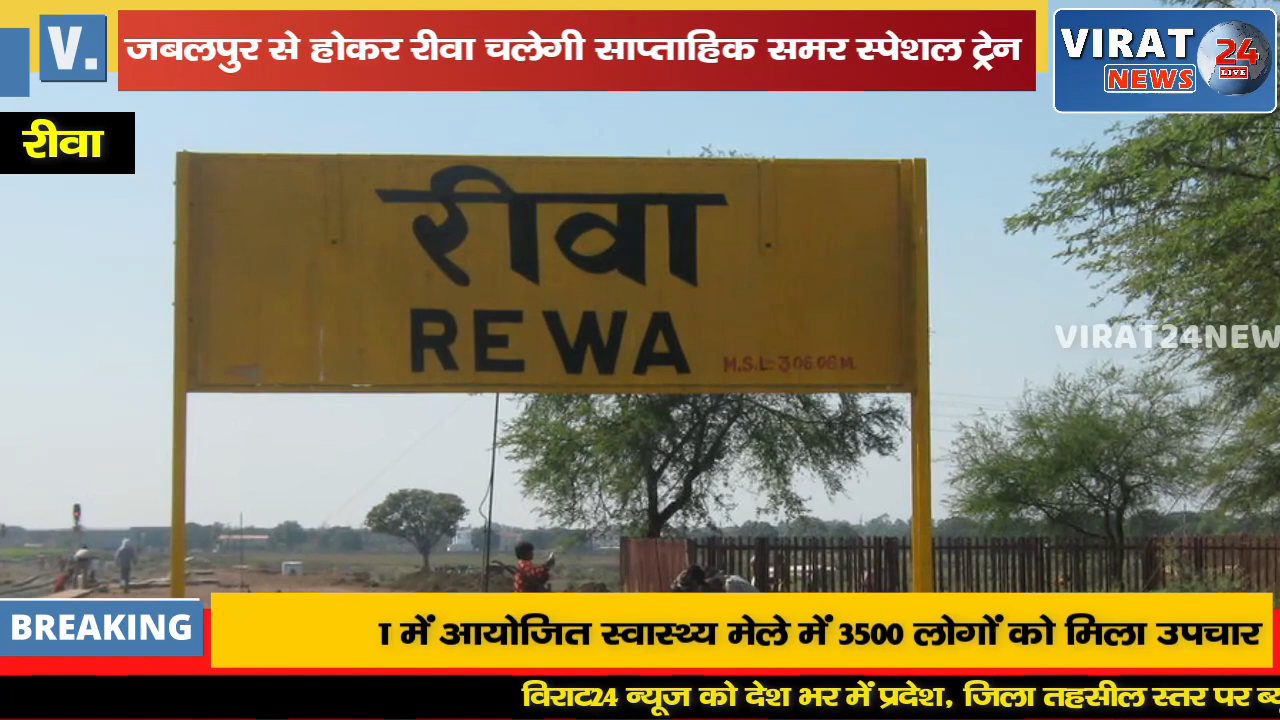 V. जबलपुर से होकर रीवा चलेगी साप्ताहिक समर स्पेशल ट्रेन
VIRAT 24
NEWS LIVE
रीवा
रीवा
REWA
M.S.L= 306.06 M.
VIRAT24NEW
BREAKING
में आयोजित स्वास्थ्य मेले में 3500 लोगों को मिला उपचार
विराट24 न्यूज को देश भर में प्रदेश, जिला तहसील स्तर पर